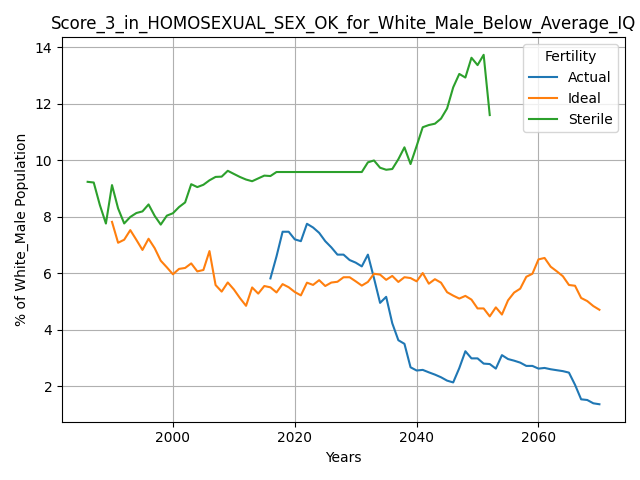 Score_3_in_HOMOSEXUAL_SEX_OK_for_White_Male_Below_Average_IQ
Fertility
Actual
Ideal
Sterile
% of White_Male Population
14
12
10
8
6
4
2
2000
2020
2040
2060
Years